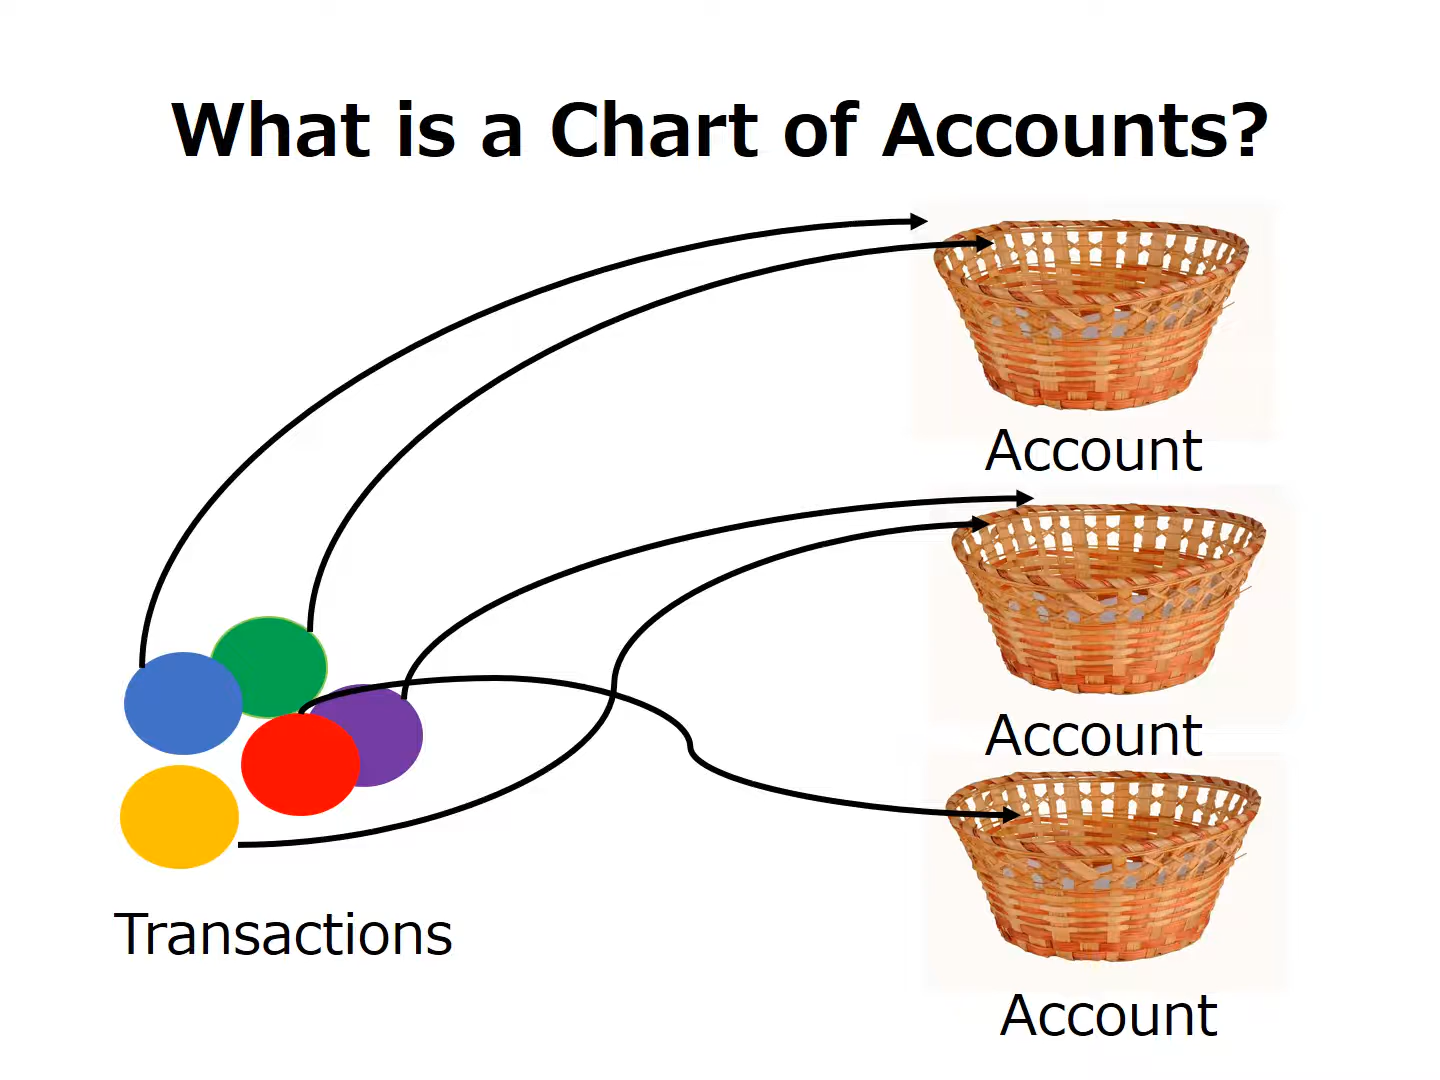 What is a Chart of Accounts?
Account
Account
Transactions
Account